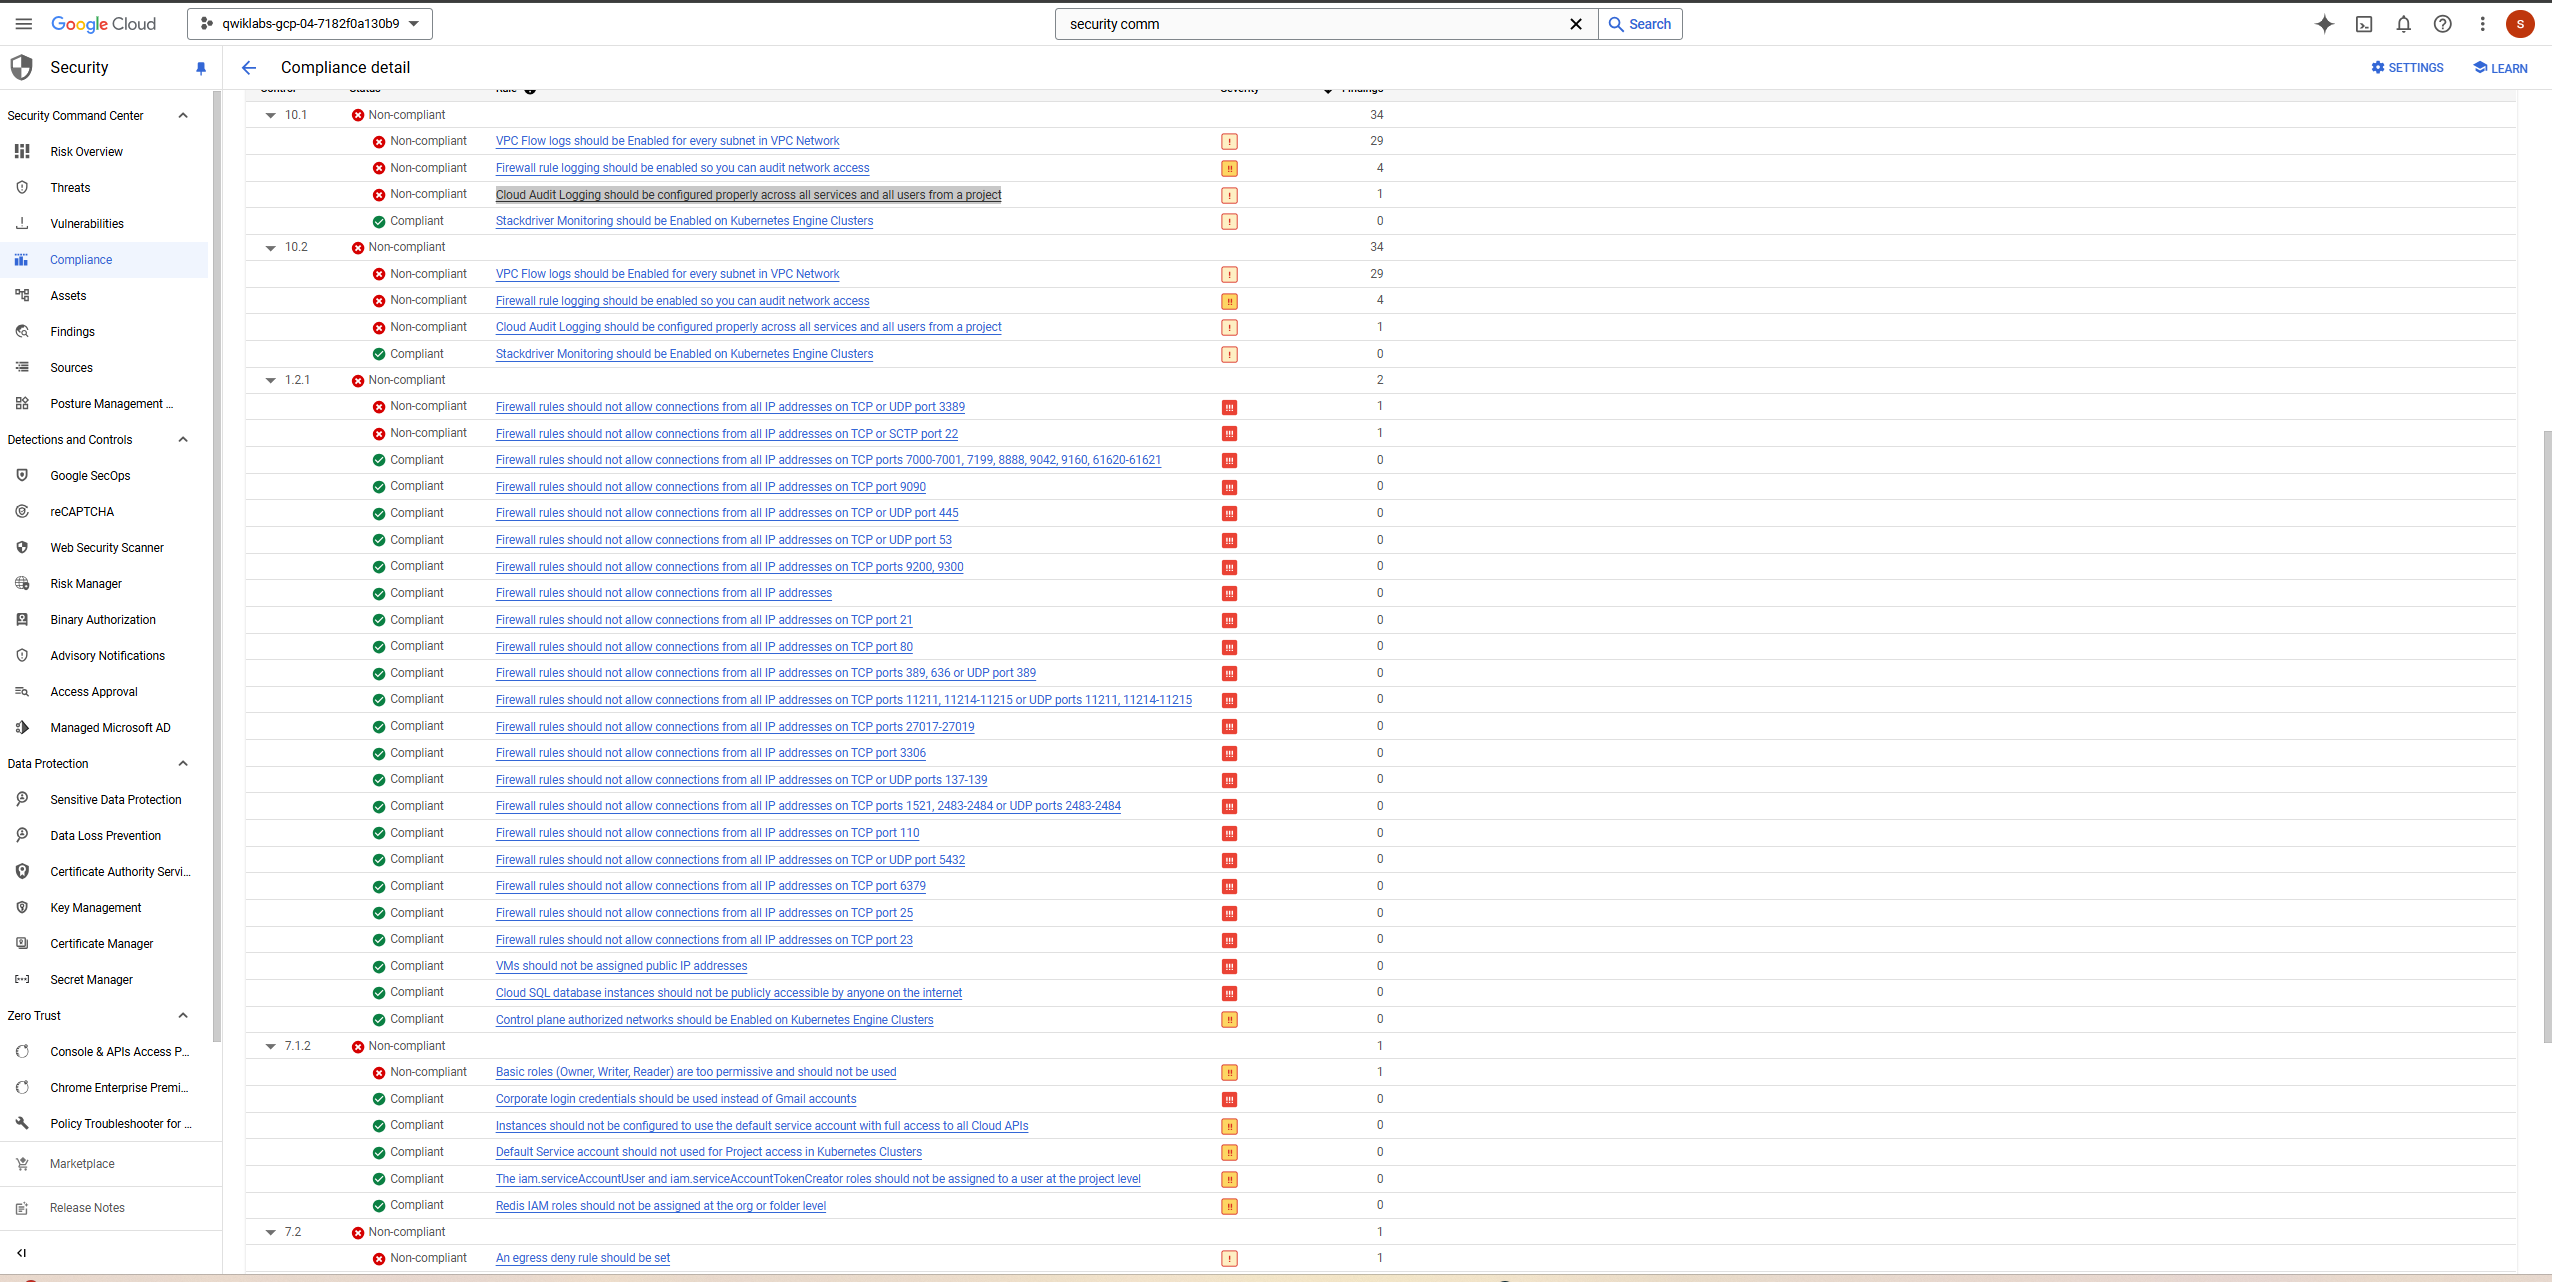 Google Cloud
qwiklabs-gcp-04-7182f0a130b9
security comm
Search
S
Security
Compliance detail
SETTINGS
LEARN
Security Command Center
Risk Overview
Threats
Vulnerabilities
Compliance
Assets
Findings
Sources
Posture Management ...
Detections and Controls
Google SecOps
reCAPTCHA
Web Security Scanner
Risk Manager
Binary Authorization
Advisory Notifications
Access Approval
Managed Microsoft AD
Data Protection
Sensitive Data Protection
Data Loss Prevention
Certificate Authority Servi...
Key Management
Certificate Manager
Secret Manager
Zero Trust
Console & APIs Access P...
Chrome Enterprise Premi...
Policy Troubleshooter for ...
Marketplace
Release Notes
Control Status Rule Severity Findings
10.1 Non-compliant 34
Non-compliant VPC Flow logs should be Enabled for every subnet in VPC Network ! 29
Non-compliant Firewall rule logging should be enabled so you can audit network access !! 4
Non-compliant Cloud Audit Logging should be configured properly across all services and all users from a project ! 1
Compliant Stackdriver Monitoring should be Enabled on Kubernetes Engine Clusters ! 0
10.2 Non-compliant 34
Non-compliant VPC Flow logs should be Enabled for every subnet in VPC Network ! 29
Non-compliant Firewall rule logging should be enabled so you can audit network access !! 4
Non-compliant Cloud Audit Logging should be configured properly across all services and all users from a project ! 1
Compliant Stackdriver Monitoring should be Enabled on Kubernetes Engine Clusters ! 0
1.2.1 Non-compliant 2
Non-compliant Firewall rules should not allow connections from all IP addresses on TCP or UDP port 3389 !!! 1
Non-compliant Firewall rules should not allow connections from all IP addresses on TCP or SCTP port 22 !!! 1
Compliant Firewall rules should not allow connections from all IP addresses on TCP ports 7000-7001, 7199, 8888, 9042, 9160, 61620-61621 !!! 0
Compliant Firewall rules should not allow connections from all IP addresses on TCP port 9090 !!! 0
Compliant Firewall rules should not allow connections from all IP addresses on TCP or UDP port 445 !!! 0
Compliant Firewall rules should not allow connections from all IP addresses on TCP or UDP port 53 !!! 0
Compliant Firewall rules should not allow connections from all IP addresses on TCP ports 9200, 9300 !!! 0
Compliant Firewall rules should not allow connections from all IP addresses !!! 0
Compliant Firewall rules should not allow connections from all IP addresses on TCP port 21 !!! 0
Compliant Firewall rules should not allow connections from all IP addresses on TCP port 80 !!! 0
Compliant Firewall rules should not allow connections from all IP addresses on TCP ports 389, 636 or UDP port 389 !!! 0
Compliant Firewall rules should not allow connections from all IP addresses on TCP ports 11211, 11214-11215 or UDP ports 11211, 11214-11215 !!! 0
Compliant Firewall rules should not allow connections from all IP addresses on TCP ports 27017-27019 !!! 0
Compliant Firewall rules should not allow connections from all IP addresses on TCP port 3306 !!! 0
Compliant Firewall rules should not allow connections from all IP addresses on TCP or UDP ports 137-139 !!! 0
Compliant Firewall rules should not allow connections from all IP addresses on TCP ports 1521, 2483-2484 or UDP ports 2483-2484 !!! 0
Compliant Firewall rules should not allow connections from all IP addresses on TCP port 110 !!! 0
Compliant Firewall rules should not allow connections from all IP addresses on TCP or UDP port 5432 !!! 0
Compliant Firewall rules should not allow connections from all IP addresses on TCP port 6379 !!! 0
Compliant Firewall rules should not allow connections from all IP addresses on TCP port 25 !!! 0
Compliant Firewall rules should not allow connections from all IP addresses on TCP port 23 !!! 0
Compliant VMs should not be assigned public IP addresses !!! 0
Compliant Cloud SQL database instances should not be publicly accessible by anyone on the internet !!! 0
Compliant Control plane authorized networks should be Enabled on Kubernetes Engine Clusters !! 0
7.1.2 Non-compliant 1
Non-compliant Basic roles (Owner, Writer, Reader) are too permissive and should not be used !! 1
Compliant Corporate login credentials should be used instead of Gmail accounts !!! 0
Compliant Instances should not be configured to use the default service account with full access to all Cloud APIs !! 0
Compliant Default Service account should not used for Project access in Kubernetes Clusters !! 0
Compliant The iam.serviceAccountUser and iam.serviceAccountTokenCreator roles should not be assigned to a user at the project level !! 0
Compliant Redis IAM roles should not be assigned at the org or folder level !! 0
7.2 Non-compliant 1
Non-compliant An egress deny rule should be set ! 1